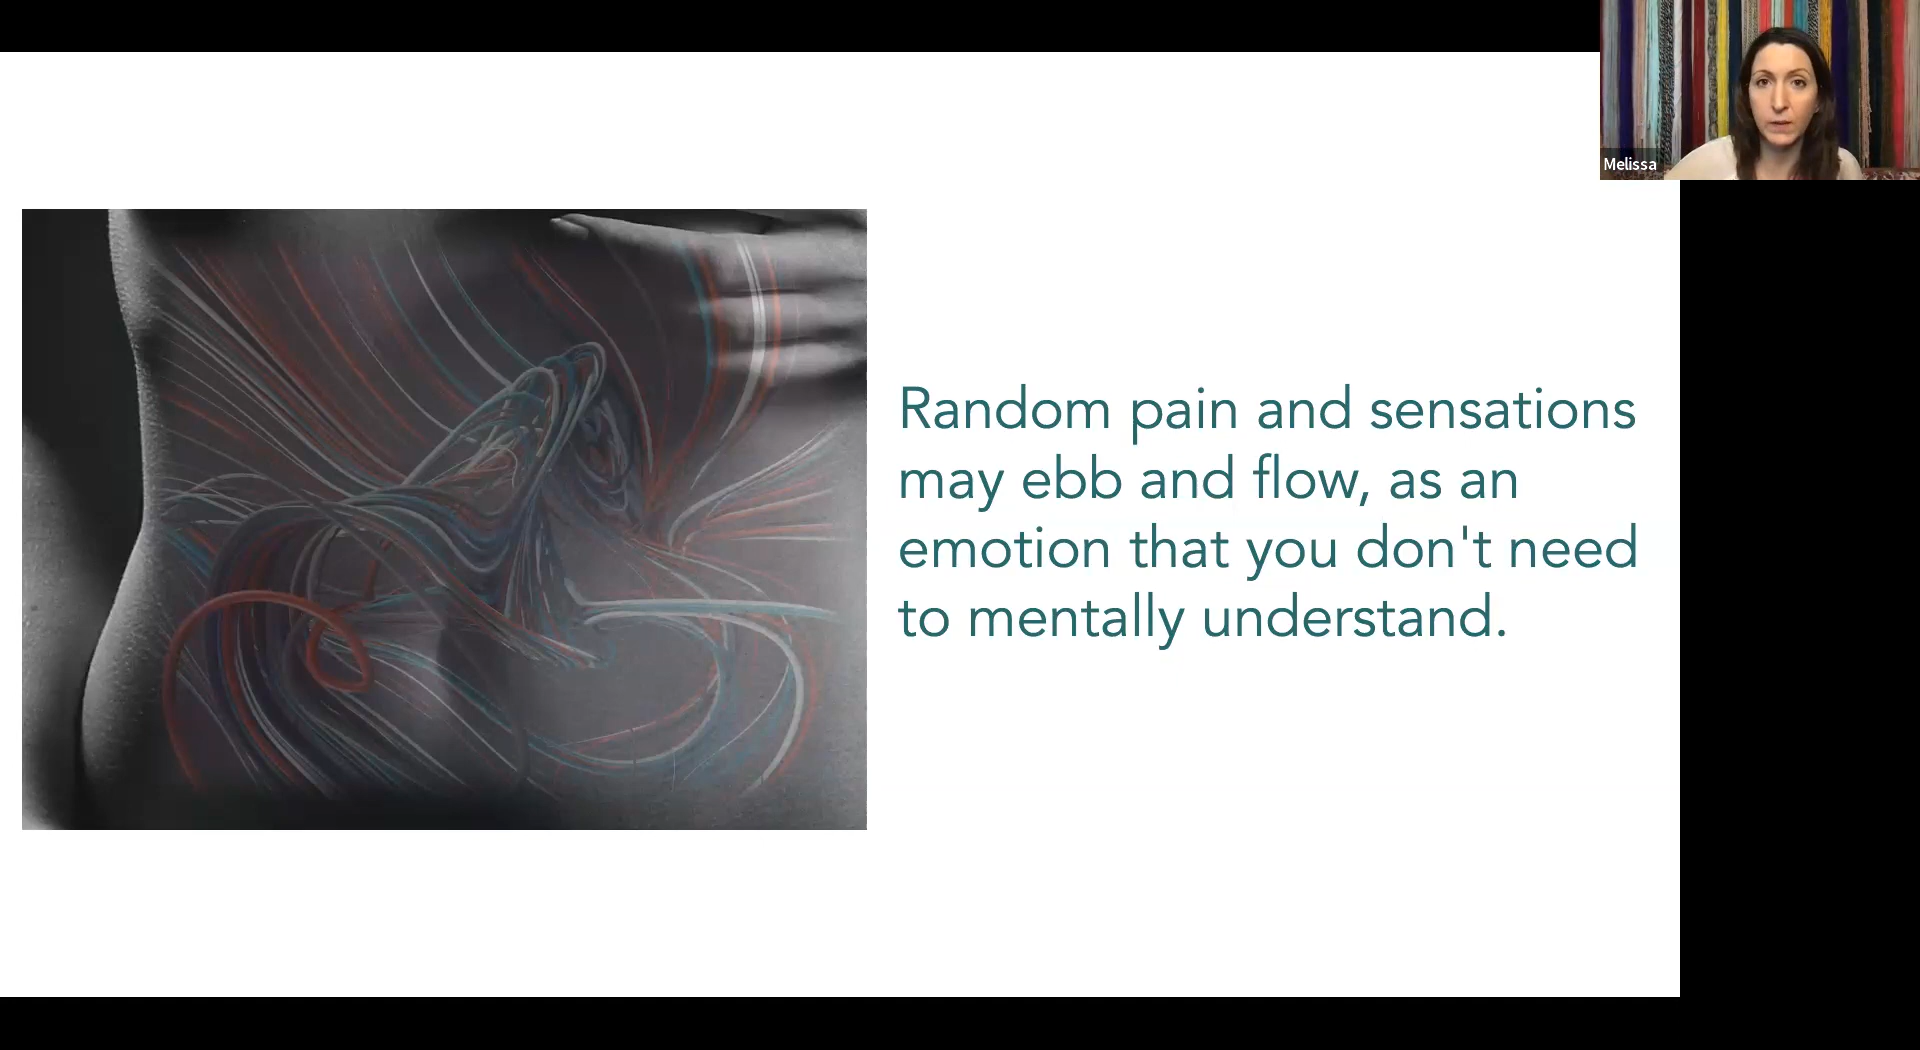 Melissa
Random pain and sensations
may ebb and flow, as an
emotion that you don't need
to mentally understand.